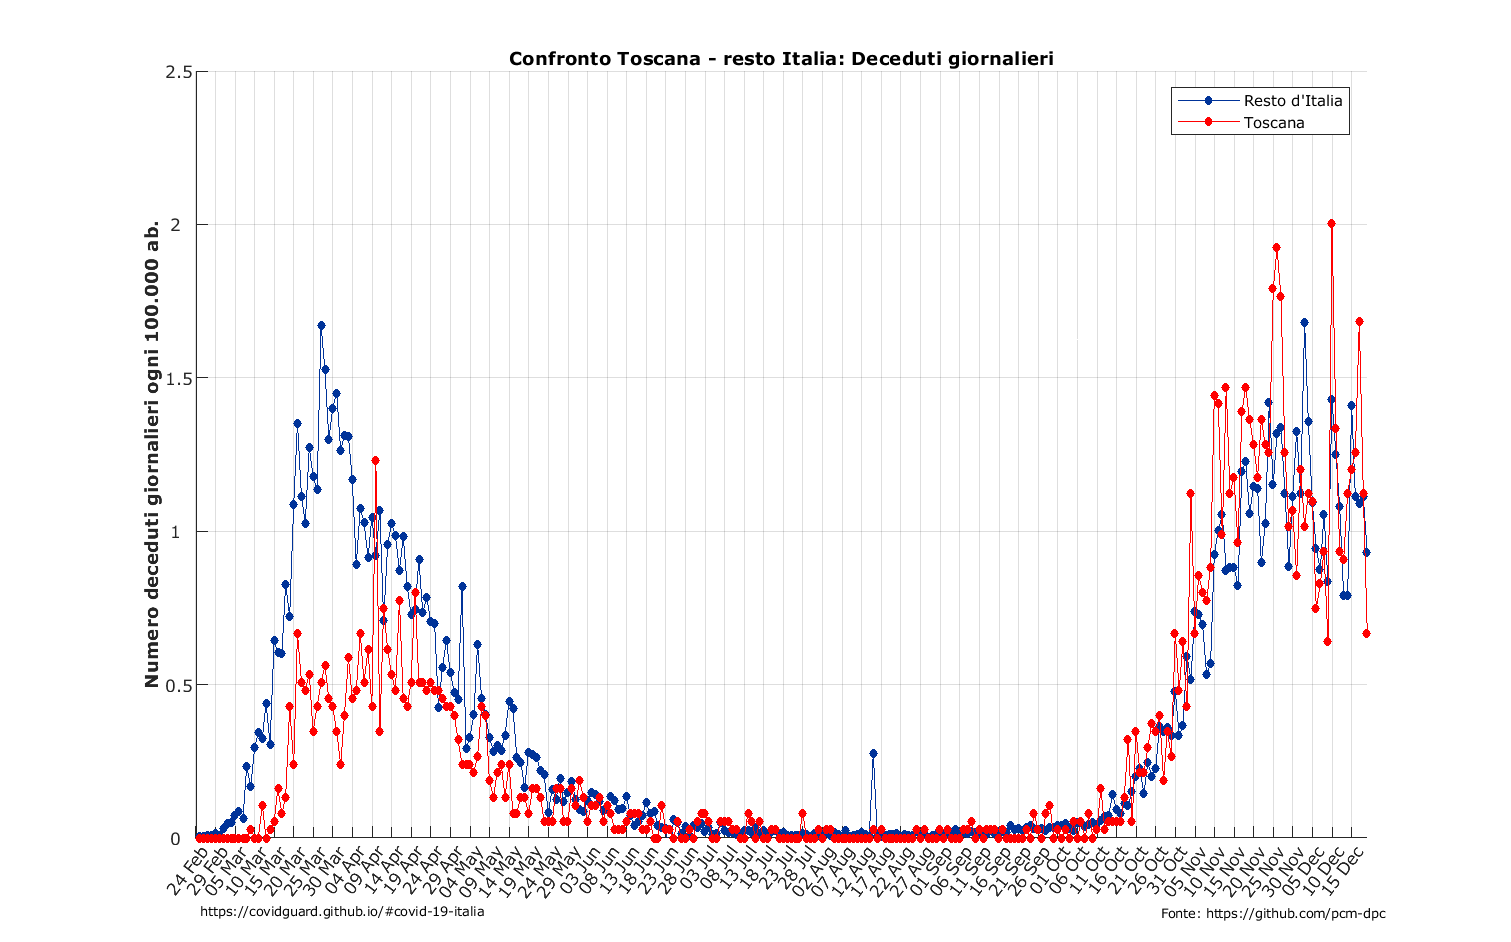 Confronto Toscana - resto Italia: Deceduti giornalieri
Resto d'Italia
Toscana
Numero deceduti giornalieri ogni 100.000 ab.
2.5
2
1.5
1
0.5
0
24 Feb
29 Feb
05 Mar
10 Mar
15 Mar
20 Mar
25 Mar
30 Mar
04 Apr
09 Apr
14 Apr
19 Apr
24 Apr
29 Apr
04 May
09 May
14 May
19 May
24 May
29 May
03 Jun
08 Jun
13 Jun
18 Jun
23 Jun
28 Jun
03 Jul
08 Jul
13 Jul
18 Jul
23 Jul
28 Jul
02 Aug
07 Aug
12 Aug
17 Aug
22 Aug
27 Aug
01 Sep
06 Sep
11 Sep
16 Sep
21 Sep
26 Sep
01 Oct
06 Oct
11 Oct
16 Oct
21 Oct
26 Oct
31 Oct
05 Nov
10 Nov
15 Nov
20 Nov
25 Nov
30 Nov
05 Dec
10 Dec
15 Dec
https://covidguard.github.io/#covid-19-italia
Fonte: https://github.com/pcm-dpc